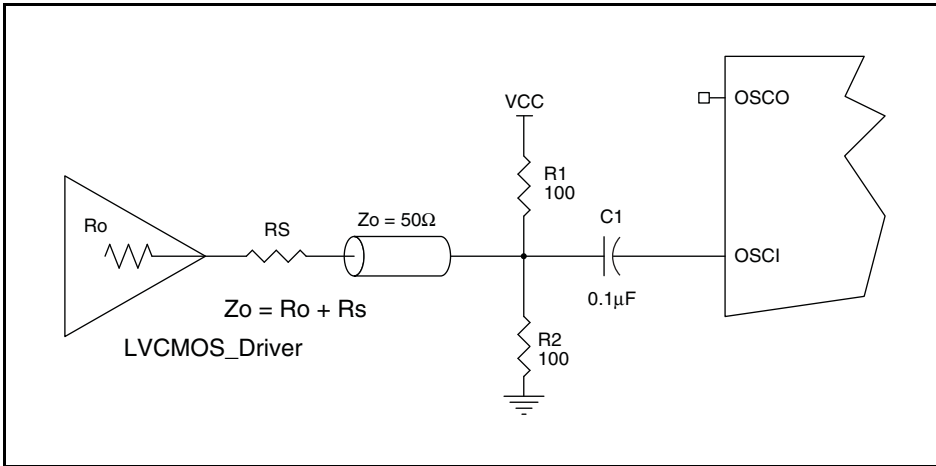 OSCO
VCC
R1
100
Ro
RS
Zo = 50Ω
C1
OSCI
0.1μF
Zo = Ro + Rs
LVCMOS_Driver
R2
100